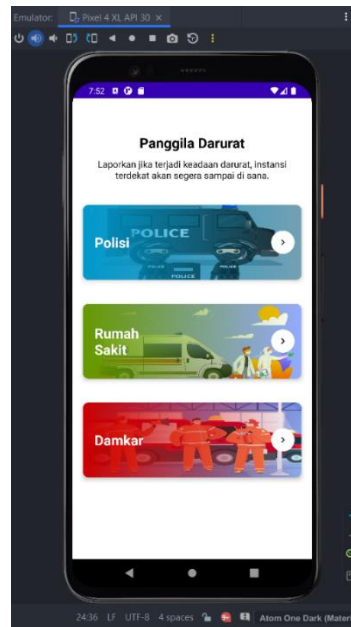 Emulator: Pixel 4 XL API 30
7:52
Panggila Darurat
Laporkan jika terjadi keadaan darurat, instansi
terdekat akan segera sampai di sana.
Polisi
POLICE
POLICE
Rumah
Sakit
Damkar
24:36 LF UTF-8 4 spaces Atom One Dark (Mater